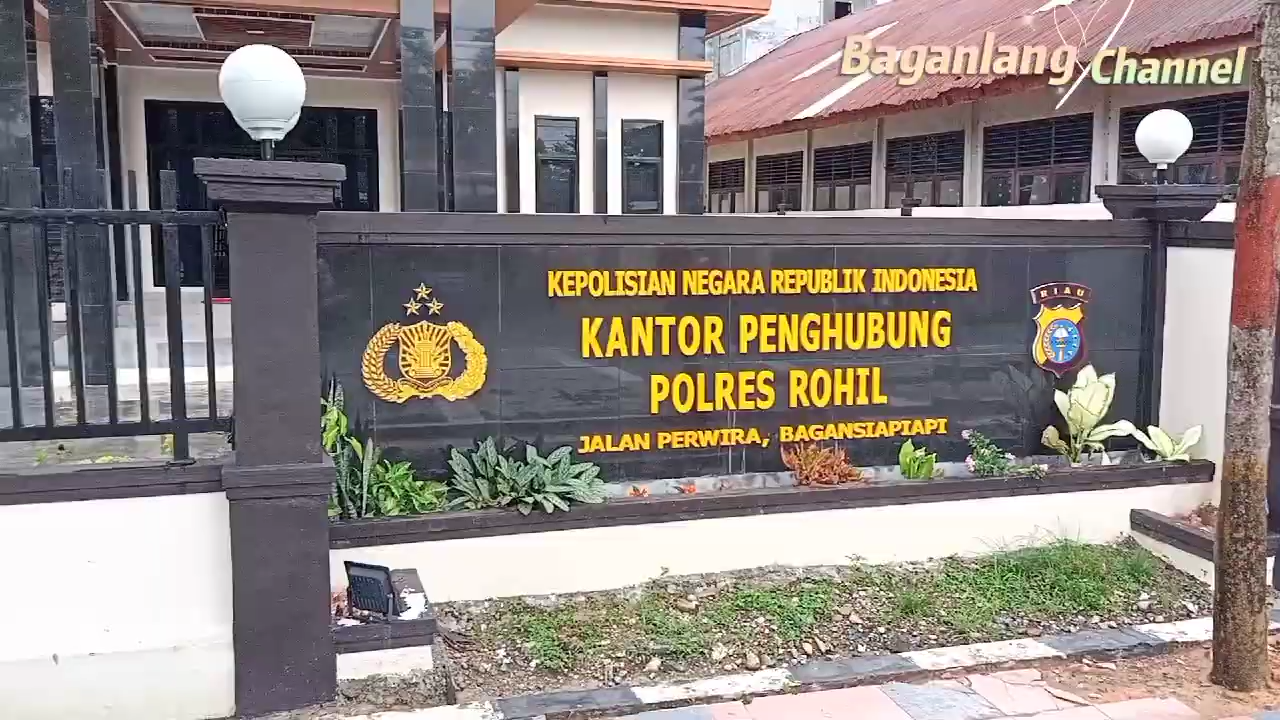 Baganlang Channel
KEPOLISIAN NEGARA REPUBLIK INDONESIA
KANTOR PENGHUBUNG
POLRES ROHIL
JALAN PERWIRA, BAGANSIAPIAPI
RIAU